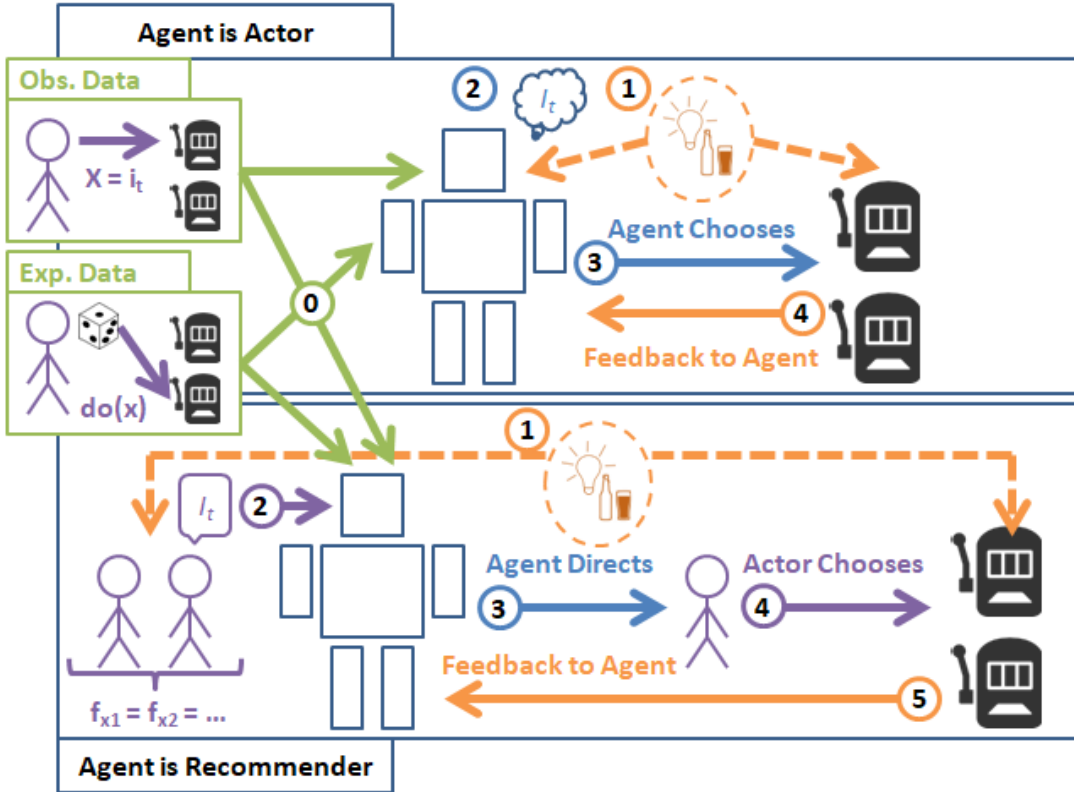 Agent is Actor
Obs. Data
X = iₜ
Exp. Data
do(x)
0
2
Iₜ
1
Agent Chooses
3
4
Feedback to Agent
1
Iₜ
2
Agent Directs
3
Actor Chooses
4
Feedback to Agent
5
fₓ₁ = fₓ₂ = ...
Agent is Recommender